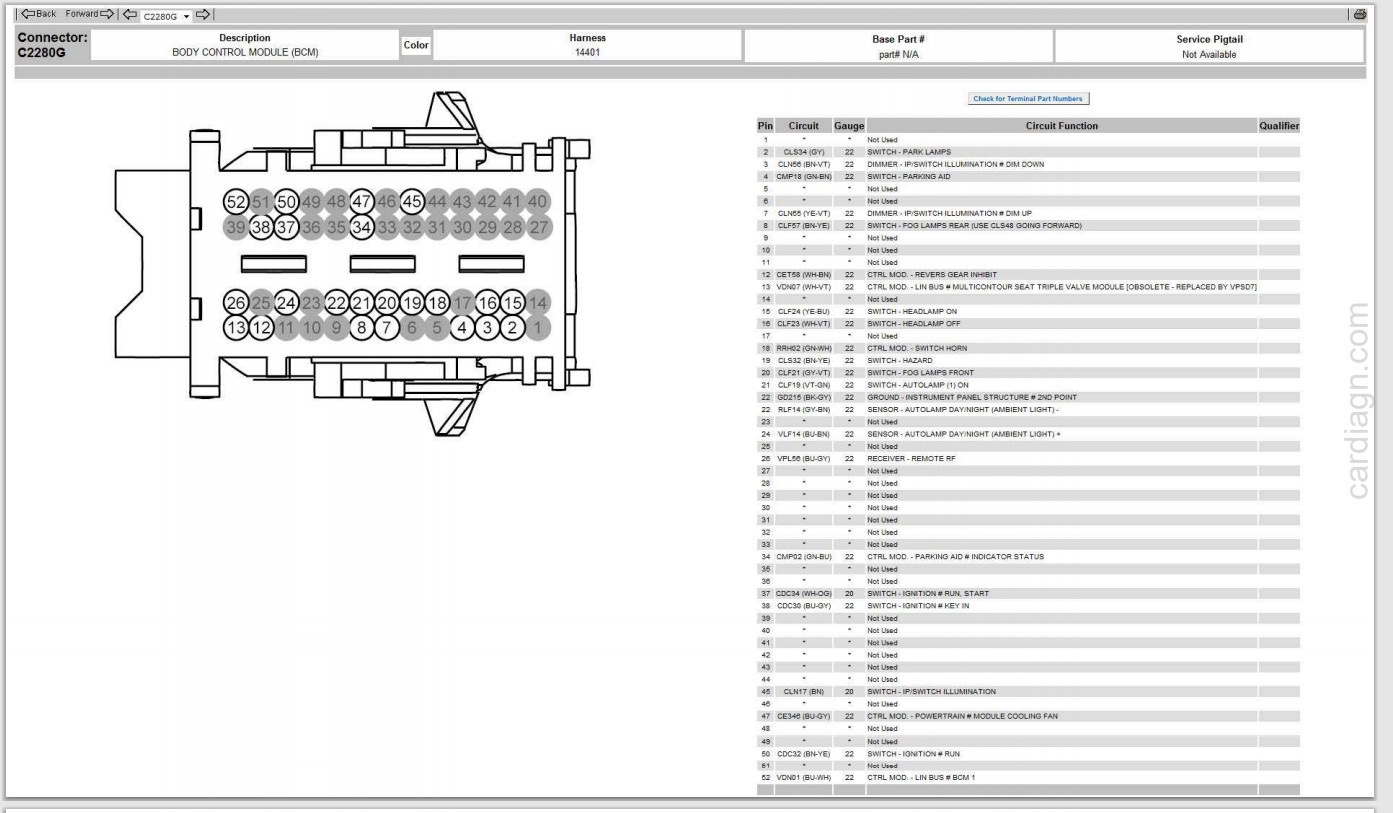 Back Forward C2280G
Connector: C2280G
Description
BODY CONTROL MODULE (BCM)
Color
Harness
14401
Base Part #
part# N/A
Service Pigtail
Not Available
Check for Terminal Part Numbers
52 51 50 49 48 47 46 45 44 43 42 41 40
39 38 37 36 35 34 33 32 31 30 29 28 27
26 25 24 23 22 21 20 19 18 17 16 15 14
13 12 11 10 9 8 7 6 5 4 3 2 1
Pin Circuit Gauge Circuit Function Qualifier
1 * * Not Used
2 CLS34 (GY) 22 SWITCH - PARK LAMPS
3 CLN56 (BN-VT) 22 DIMMER - IP/SWITCH ILLUMINATION # DIM DOWN
4 CMP18 (GN-BN) 22 SWITCH - PARKING AID
5 * * Not Used
6 * * Not Used
7 CLN55 (YE-VT) 22 DIMMER - IP/SWITCH ILLUMINATION # DIM UP
8 CLF57 (BN-YE) 22 SWITCH - FOG LAMPS REAR (USE CLS48 GOING FORWARD)
9 * * Not Used
10 * * Not Used
11 * * Not Used
12 CET58 (WH-BN) 22 CTRL MOD. - REVERS GEAR INHIBIT
13 VDN07 (WH-VT) 22 CTRL MOD. - LIN BUS # MULTICONTOUR SEAT TRIPLE VALVE MODULE [OBSOLETE - REPLACED BY VPSD7]
14 * * Not Used
15 CLF24 (YE-BU) 22 SWITCH - HEADLAMP ON
16 CLF23 (WH-VT) 22 SWITCH - HEADLAMP OFF
17 * * Not Used
18 RRH02 (GN-WH) 22 CTRL MOD. - SWITCH HORN
19 CLS32 (BN-YE) 22 SWITCH - HAZARD
20 CLF21 (GY-VT) 22 SWITCH - FOG LAMPS FRONT
21 CLF19 (VT-GN) 22 SWITCH - AUTOLAMP (1) ON
22 GD215 (BK-GY) 22 GROUND - INSTRUMENT PANEL STRUCTURE # 2ND POINT
22 RLF14 (GY-BN) 22 SENSOR - AUTOLAMP DAY/NIGHT (AMBIENT LIGHT) -
23 * * Not Used
24 VLF14 (BU-BN) 22 SENSOR - AUTOLAMP DAY/NIGHT (AMBIENT LIGHT) +
25 * * Not Used
26 VPL56 (BU-GY) 22 RECEIVER - REMOTE RF
27 * * Not Used
28 * * Not Used
29 * * Not Used
30 * * Not Used
31 * * Not Used
32 * * Not Used
33 * * Not Used
34 CMP02 (GN-BU) 22 CTRL MOD. - PARKING AID # INDICATOR STATUS
35 * * Not Used
36 * * Not Used
37 CDC34 (WH-OG) 20 SWITCH - IGNITION # RUN, START
38 CDC30 (BU-GY) 22 SWITCH - IGNITION # KEY IN
39 * * Not Used
40 * * Not Used
41 * * Not Used
42 * * Not Used
43 * * Not Used
44 * * Not Used
45 CLN17 (BN) 20 SWITCH - IP/SWITCH ILLUMINATION
46 * * Not Used
47 CE346 (BU-GY) 22 CTRL MOD. - POWERTRAIN # MODULE COOLING FAN
48 * * Not Used
49 * * Not Used
50 CDC32 (BN-YE) 22 SWITCH - IGNITION # RUN
51 * * Not Used
52 VDN01 (BU-WH) 22 CTRL MOD. - LIN BUS # BCM 1
cardiagn.com